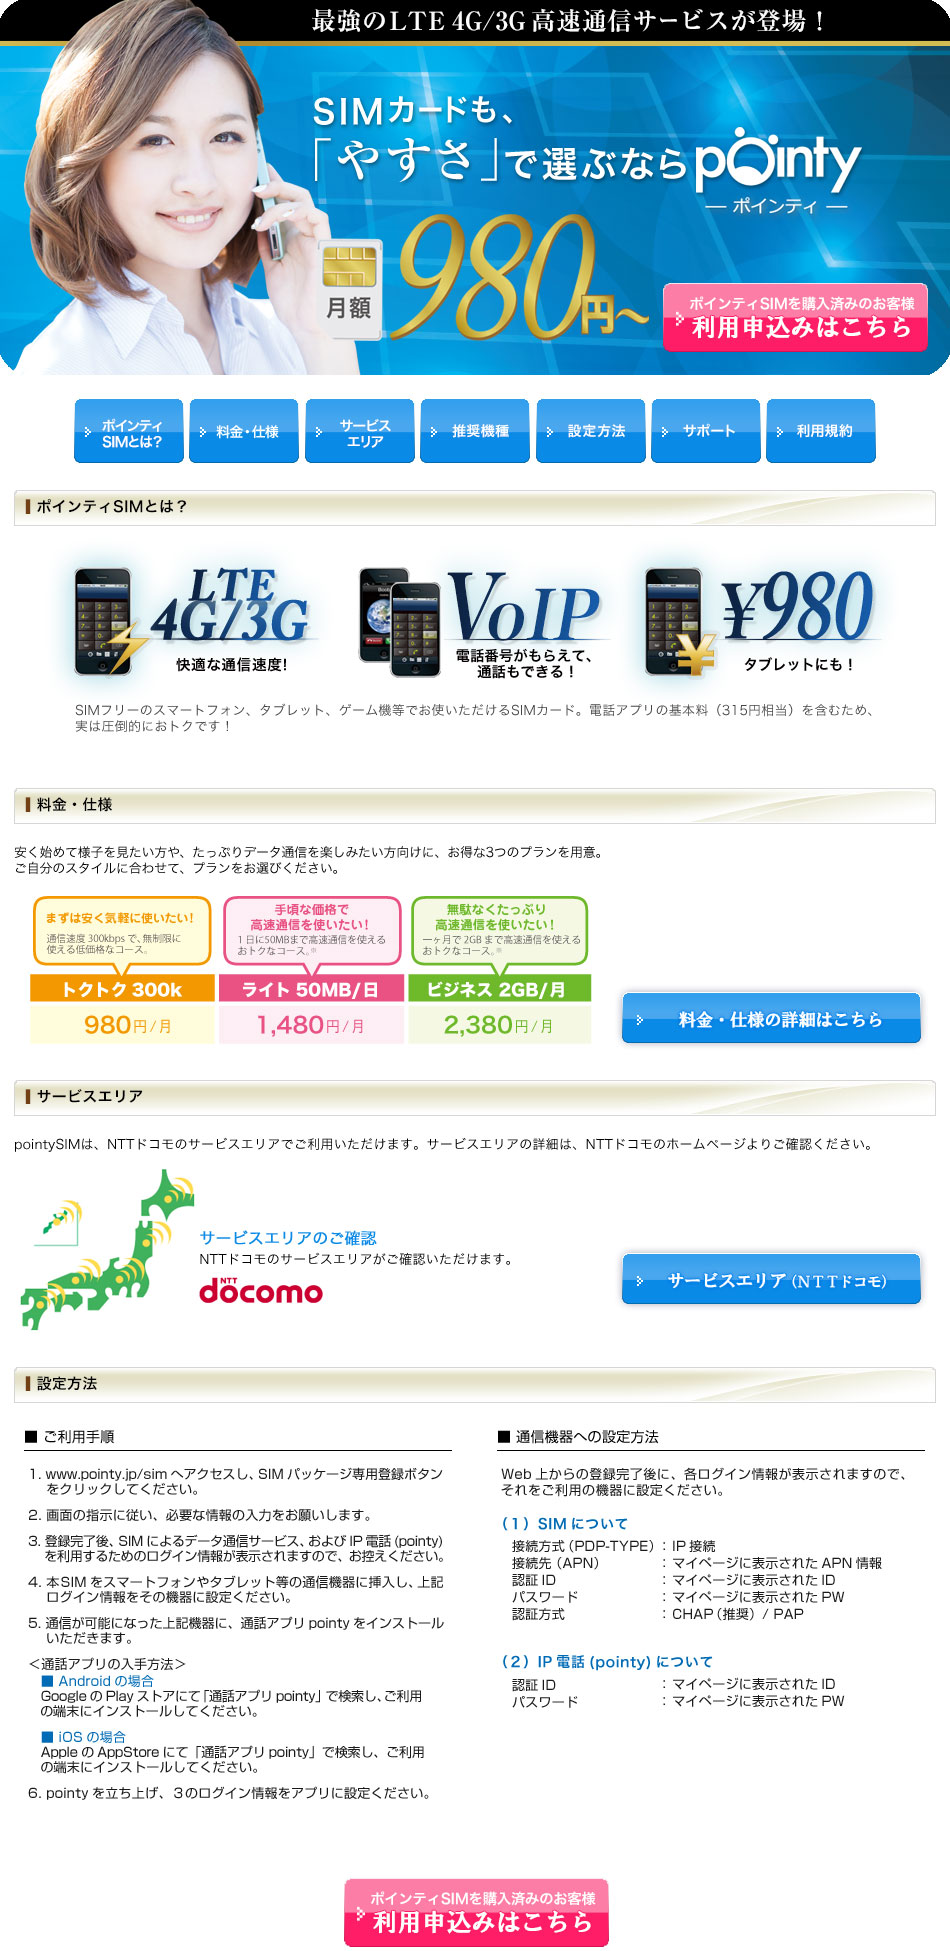 最強のLTE 4G/3G 高速通信サービスが登場！
SIMカードも、
「やすさ」で選ぶなら pointy
― ポインティ ―
月額 980円～
ポインティSIMを購入済みのお客様
利用申込みはこちら
ポインティ
SIMとは？
料金・仕様
サービス
エリア
推奨機種
設定方法
サポート
利用規約
ポインティSIMとは？
LTE
4G/3G
快適な通信速度!
VoIP
電話番号がもらえて、
通話もできる！
¥980
タブレットにも！
SIMフリーのスマートフォン、タブレット、ゲーム機等でお使いただけるSIMカード。電話アプリの基本料（315円相当）を含むため、
実は圧倒的におトクです！
料金・仕様
安く始めて様子を見たい方や、たっぷりデータ通信を楽しみたい方向けに、お得な3つのプランを用意。
ご自分のスタイルに合わせて、プランをお選びください。
まずは安く気軽に使いたい！
通信速度 300kbps で、無制限に
使える低価格なコース。
トクトク 300k
980円 / 月
手頃な価格で
高速通信を使いたい！
１日に50MBまで高速通信を使える
おトクなコース。※
ライト 50MB/日
1,480円 / 月
無駄なくたっぷり
高速通信を使いたい！
一ヶ月で 2GB まで高速通信を使える
おトクなコース。※
ビジネス 2GB/月
2,380円 / 月
料金・仕様の詳細はこちら
サービスエリア
pointySIMは、NTTドコモのサービスエリアでご利用いただけます。サービスエリアの詳細は、NTTドコモのホームページよりご確認ください。
サービスエリアのご確認
NTTドコモのサービスエリアがご確認いただけます。
NTT
docomo
サービスエリア（ＮＴＴドコモ）
設定方法
■ ご利用手順
1. www.pointy.jp/sim へアクセスし、SIM パッケージ専用登録ボタン
をクリックしてください。
2. 画面の指示に従い、必要な情報の入力をお願いします。
3. 登録完了後、SIM によるデータ通信サービス、および IP 電話 (pointy)
を利用するためのログイン情報が表示されますので、お控えください。
4. 本SIM をスマートフォンやタブレット等の通信機器に挿入し、上記
ログイン情報をその機器に設定ください。
5. 通信が可能になった上記機器に、通話アプリ pointy をインストール
いただきます。
＜通話アプリの入手方法＞
■ Android の場合
Google の Play ストアにて「通話アプリ pointy」で検索し、ご利用
の端末にインストールしてください。
■ iOS の場合
Apple の AppStore にて「通話アプリ pointy」で検索し、ご利用
の端末にインストールしてください。
6. pointy を立ち上げ、３のログイン情報をアプリに設定ください。
■ 通信機器への設定方法
Web 上からの登録完了後に、各ログイン情報が表示されますので、
それをご利用の機器に設定ください。
（１）SIM について
接続方式（PDP-TYPE）： IP 接続
接続先（APN） ： マイページに表示された APN 情報
認証 ID ： マイページに表示された ID
パスワード ： マイページに表示された PW
認証方式 ： CHAP（推奨）/ PAP
（２）IP 電話 (pointy) について
認証 ID ： マイページに表示された ID
パスワード ： マイページに表示された PW
ポインティSIMを購入済みのお客様
利用申込みはこちら